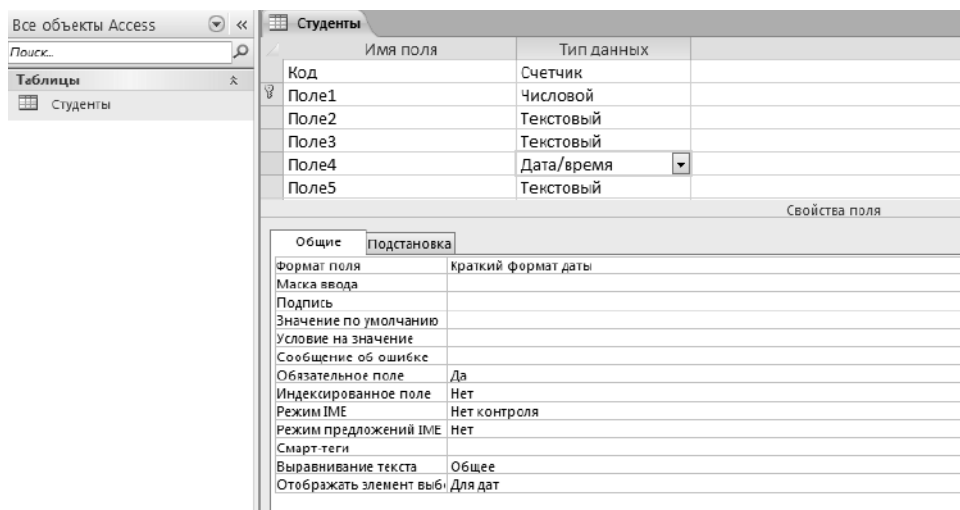 Все объекты Access
Поиск...
Таблицы
Студенты
Студенты
Имя поля Тип данных
Код Счетчик
Поле1 Числовой
Поле2 Текстовый
Поле3 Текстовый
Поле4 Дата/время
Поле5 Текстовый
Свойства поля
Общие Подстановка
Формат поля Краткий формат даты
Маска ввода
Подпись
Значение по умолчанию
Условие на значение
Сообщение об ошибке
Обязательное поле Да
Индексированное поле Нет
Режим IME Нет контроля
Режим предложений IME Нет
Смарт-теги
Выравнивание текста Общее
Отображать элемент выб Для дат